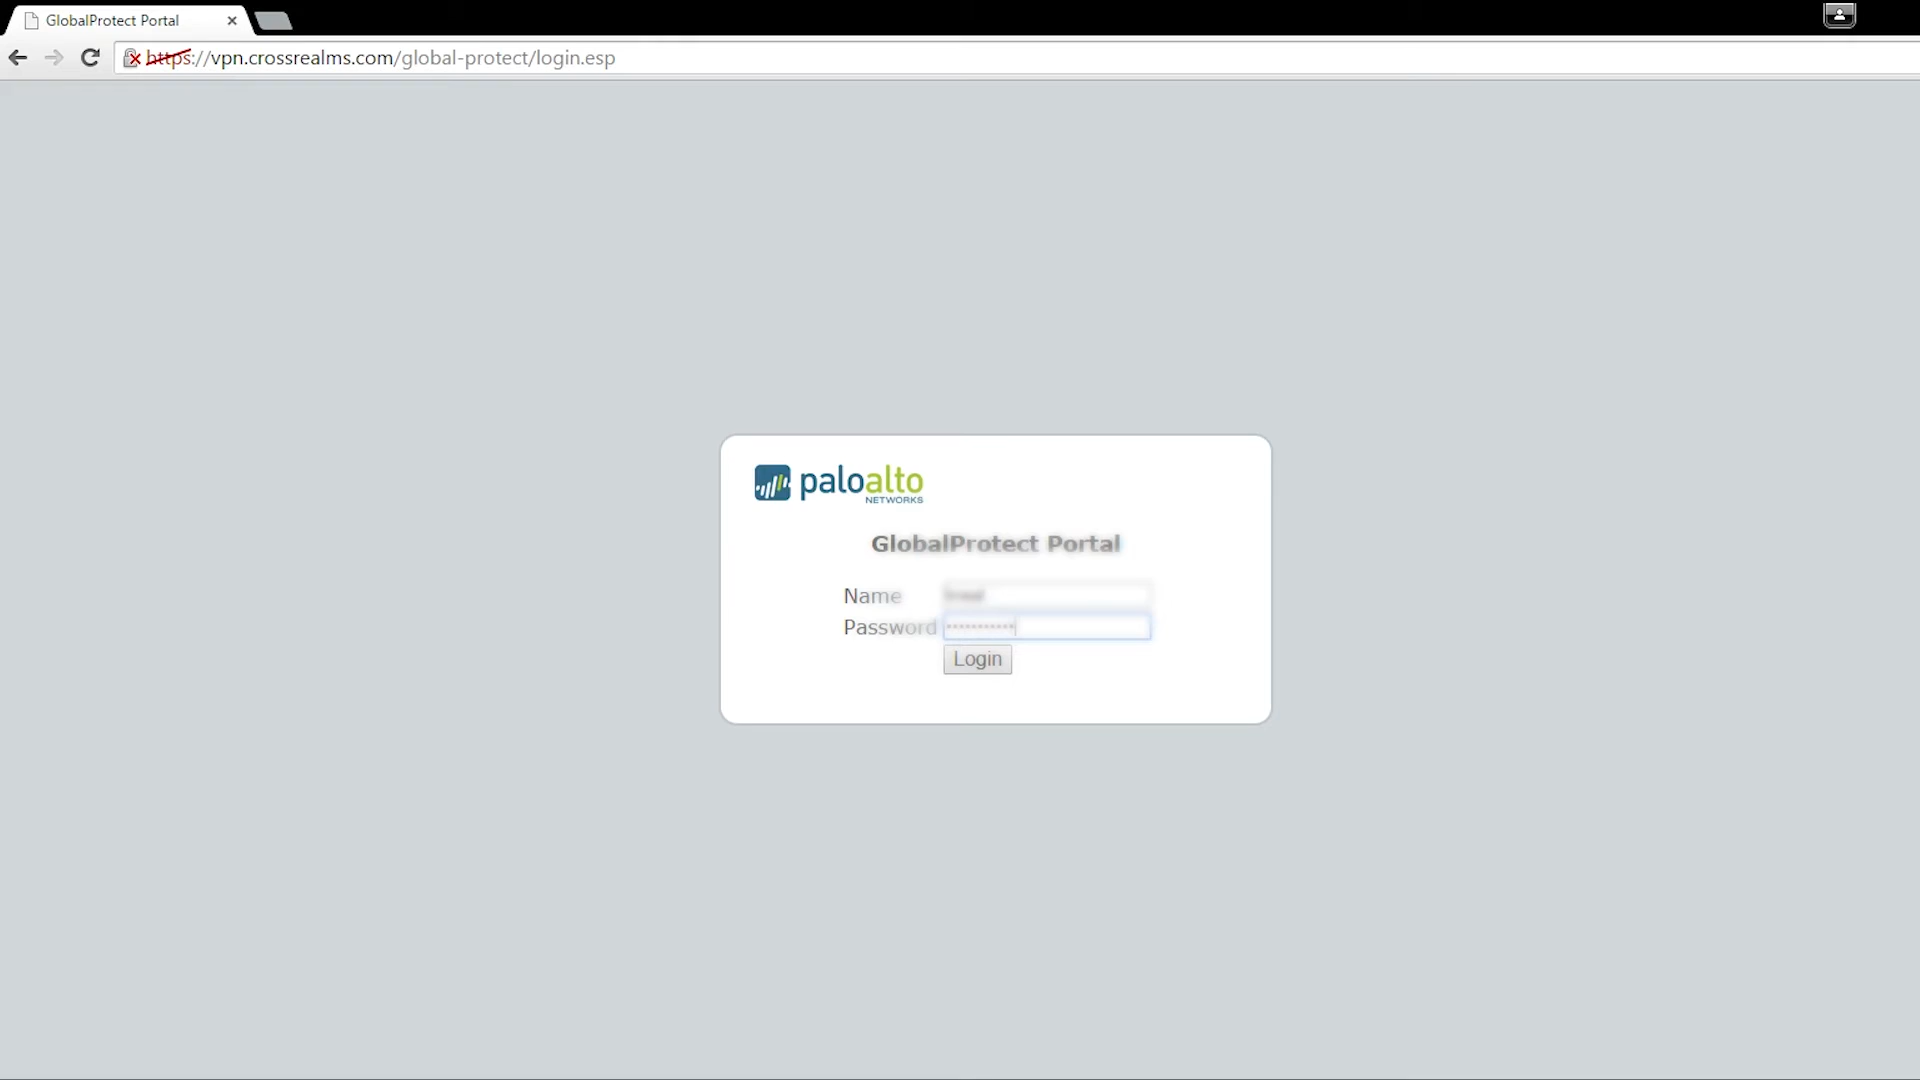 GlobalProtect Portal
https://vpn.crossrealms.com/global-protect/login.esp
paloalto
NETWORKS
GlobalProtect Portal
Name
Password •••••••••••
Login